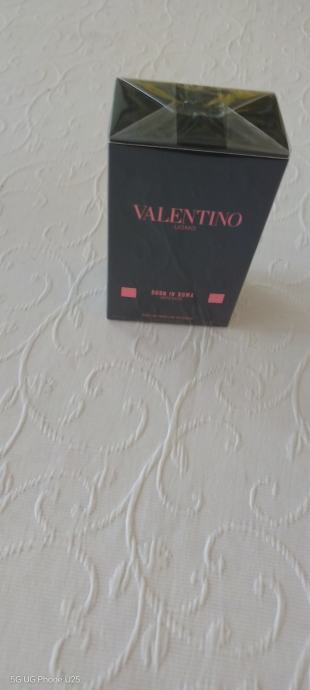 VALENTINO
UOMO
BORN IN ROMA
5G UG Phone U25